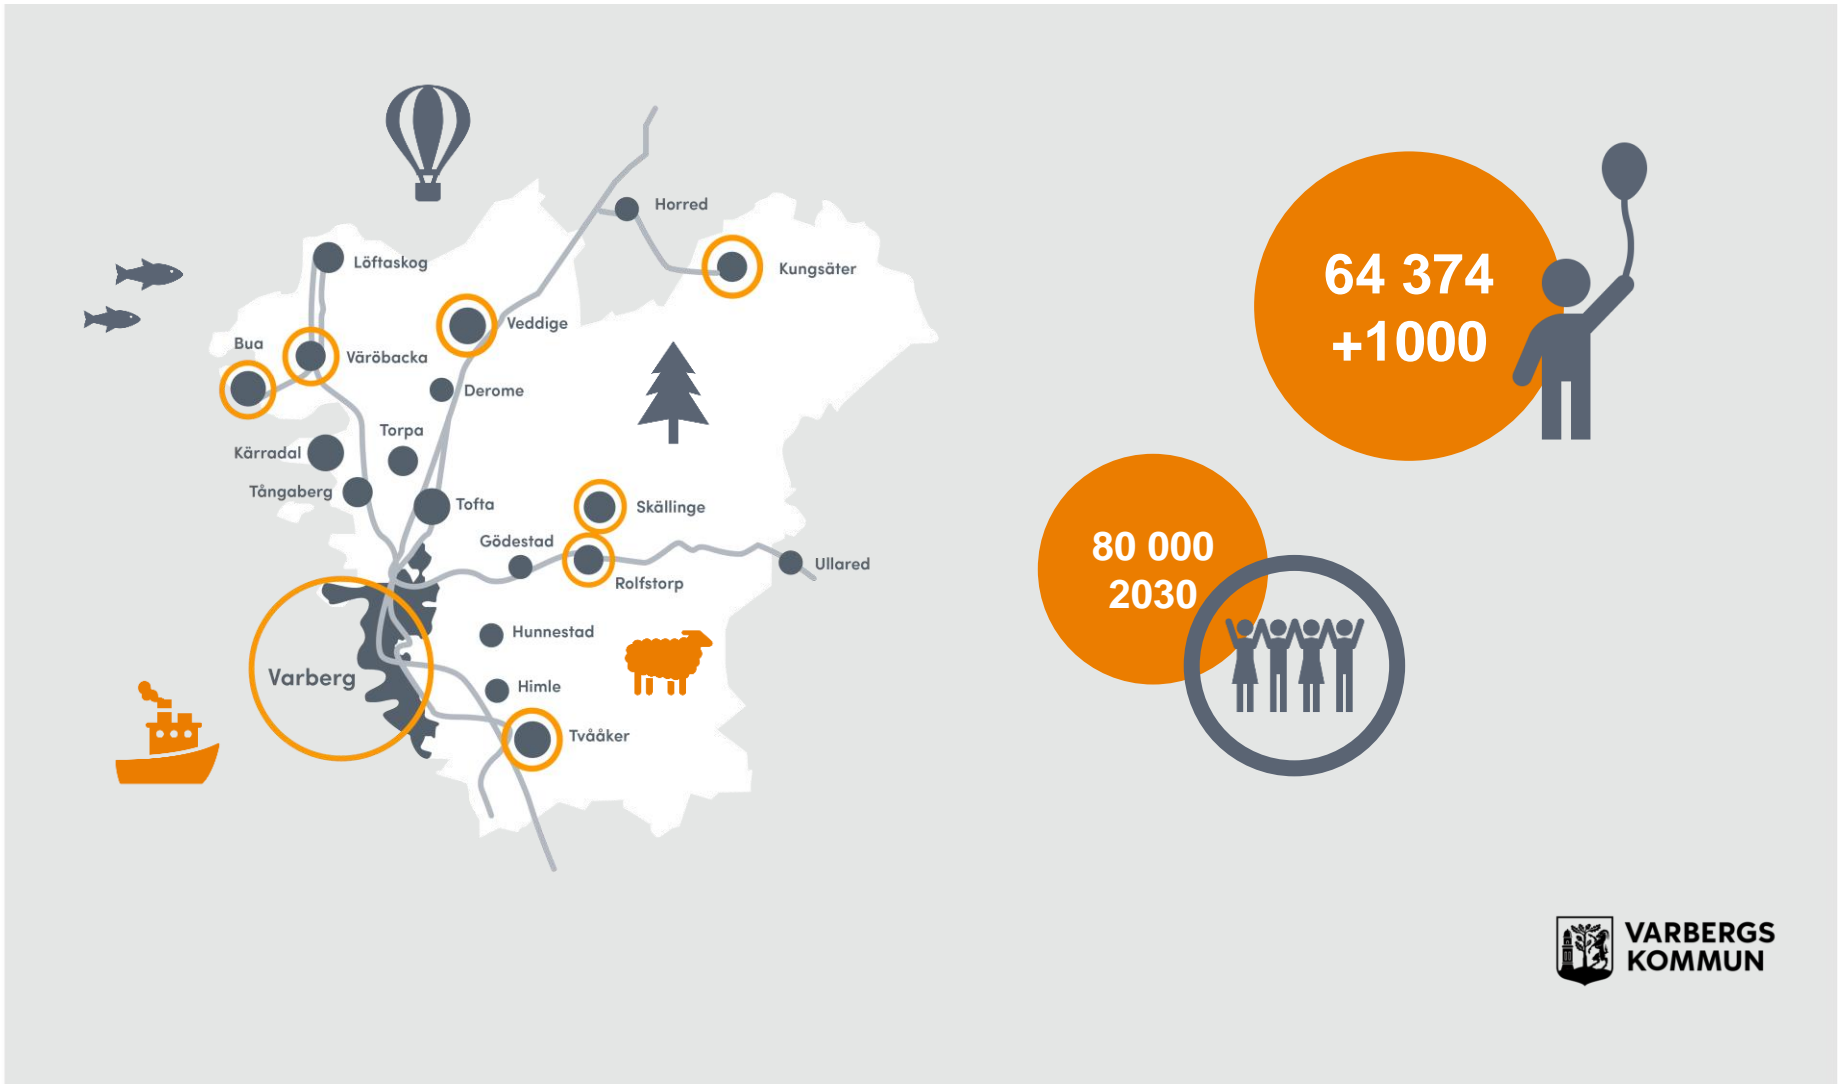 Horred
Löftaskog
Kungsäter
Veddige
Bua
Väröbacka
Derome
Torpa
Kärradal
Tångaberg
Tofta
Skällinge
Gödestad
Ullared
Rolfstorp
Hunnestad
Varberg
Himle
Tvååker
64 374
+1000
80 000
2030
VARBERGS
KOMMUN